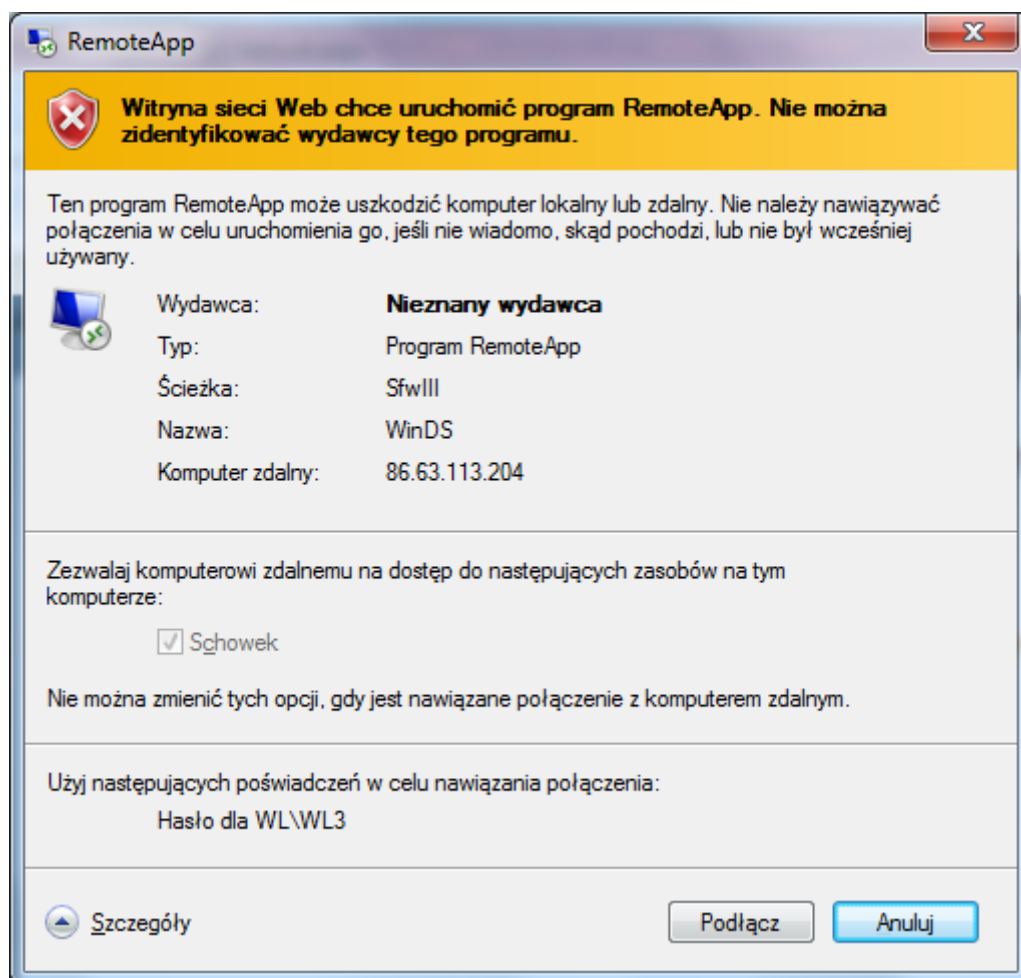 RemoteApp
Witryna sieci Web chce uruchomić program RemoteApp. Nie można
zidentyfikować wydawcy tego programu.
Ten program RemoteApp może uszkodzić komputer lokalny lub zdalny. Nie należy nawiązywać
połączenia w celu uruchomienia go, jeśli nie wiadomo, skąd pochodzi, lub nie był wcześniej
używany.
Wydawca: Nieznany wydawca
Typ: Program RemoteApp
Ścieżka: SfwIII
Nazwa: WinDS
Komputer zdalny: 86.63.113.204
Zezwalaj komputerowi zdalnemu na dostęp do następujących zasobów na tym
komputerze:
Schowek
Nie można zmienić tych opcji, gdy jest nawiązane połączenie z komputerem zdalnym.
Użyj następujących poświadczeń w celu nawiązania połączenia:
Hasło dla WL\WL3
Szczegóły Podłącz Anuluj